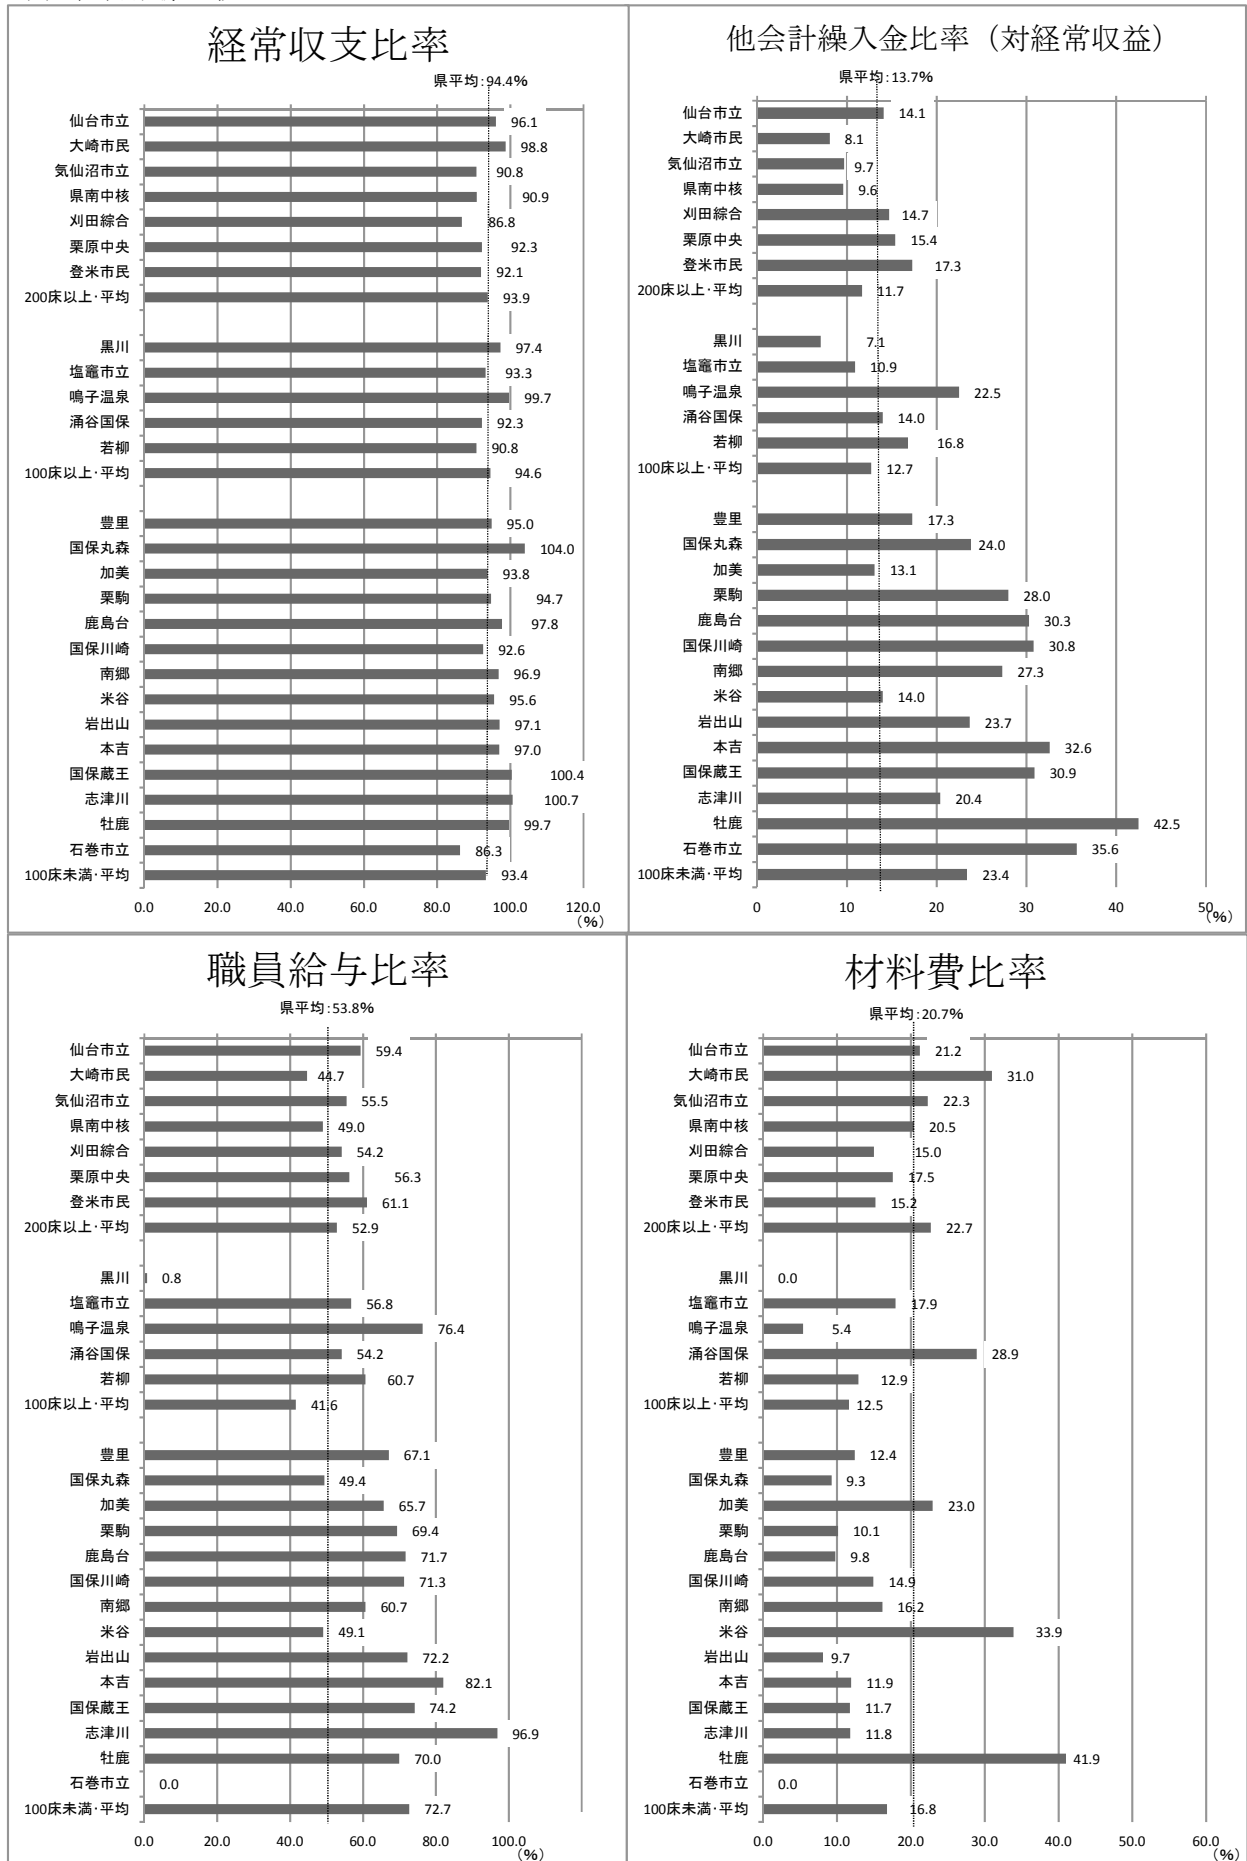 経常収支比率
県平均:94.4%
仙台市立 96.1
大崎市民 98.8
気仙沼市立 90.8
県南中核 90.9
刈田綜合 86.8
栗原中央 92.3
登米市民 92.1
200床以上・平均 93.9
黒川 97.4
塩竈市立 93.3
鳴子温泉 99.7
涌谷国保 92.3
若柳 90.8
100床以上・平均 94.6
豊里 95.0
国保丸森 104.0
加美 93.8
栗駒 94.7
鹿島台 97.8
国保川崎 92.6
南郷 96.9
米谷 95.6
岩出山 97.1
本吉 97.0
国保蔵王 100.4
志津川 100.7
牡鹿 99.7
石巻市立 86.3
100床未満・平均 93.4
0.0 20.0 40.0 60.0 80.0 100.0 120.0
(%)
他会計繰入金比率(対経常収益)
県平均:13.7%
仙台市立 14.1
大崎市民 8.1
気仙沼市立 9.7
県南中核 9.6
刈田綜合 14.7
栗原中央 15.4
登米市民 17.3
200床以上・平均 11.7
黒川 7.1
塩竈市立 10.9
鳴子温泉 22.5
涌谷国保 14.0
若柳 16.8
100床以上・平均 12.7
豊里 17.3
国保丸森 24.0
加美 13.1
栗駒 28.0
鹿島台 30.3
国保川崎 30.8
南郷 27.3
米谷 14.0
岩出山 23.7
本吉 32.6
国保蔵王 30.9
志津川 20.4
牡鹿 42.5
石巻市立 35.6
100床未満・平均 23.4
0 10 20 30 40 50
(%)
職員給与比率
県平均:53.8%
仙台市立 59.4
大崎市民 44.7
気仙沼市立 55.5
県南中核 49.0
刈田綜合 54.2
栗原中央 56.3
登米市民 61.1
200床以上・平均 52.9
黒川 0.8
塩竈市立 56.8
鳴子温泉 76.4
涌谷国保 54.2
若柳 60.7
100床以上・平均 41.6
豊里 67.1
国保丸森 49.4
加美 65.7
栗駒 69.4
鹿島台 71.7
国保川崎 71.3
南郷 60.7
米谷 49.1
岩出山 72.2
本吉 82.1
国保蔵王 74.2
志津川 96.9
牡鹿 70.0
石巻市立 0.0
100床未満・平均 72.7
0.0 20.0 40.0 60.0 80.0 100.0
(%)
材料費比率
県平均:20.7%
仙台市立 21.2
大崎市民 31.0
気仙沼市立 22.3
県南中核 20.5
刈田綜合 15.0
栗原中央 17.5
登米市民 15.2
200床以上・平均 22.7
黒川 0.0
塩竈市立 17.9
鳴子温泉 5.4
涌谷国保 28.9
若柳 12.9
100床以上・平均 12.5
豊里 12.4
国保丸森 9.3
加美 23.0
栗駒 10.1
鹿島台 9.8
国保川崎 14.9
南郷 16.2
米谷 33.9
岩出山 9.7
本吉 11.9
国保蔵王 11.7
志津川 11.8
牡鹿 41.9
石巻市立 0.0
100床未満・平均 16.8
0.0 10.0 20.0 30.0 40.0 50.0 60.0
(%)